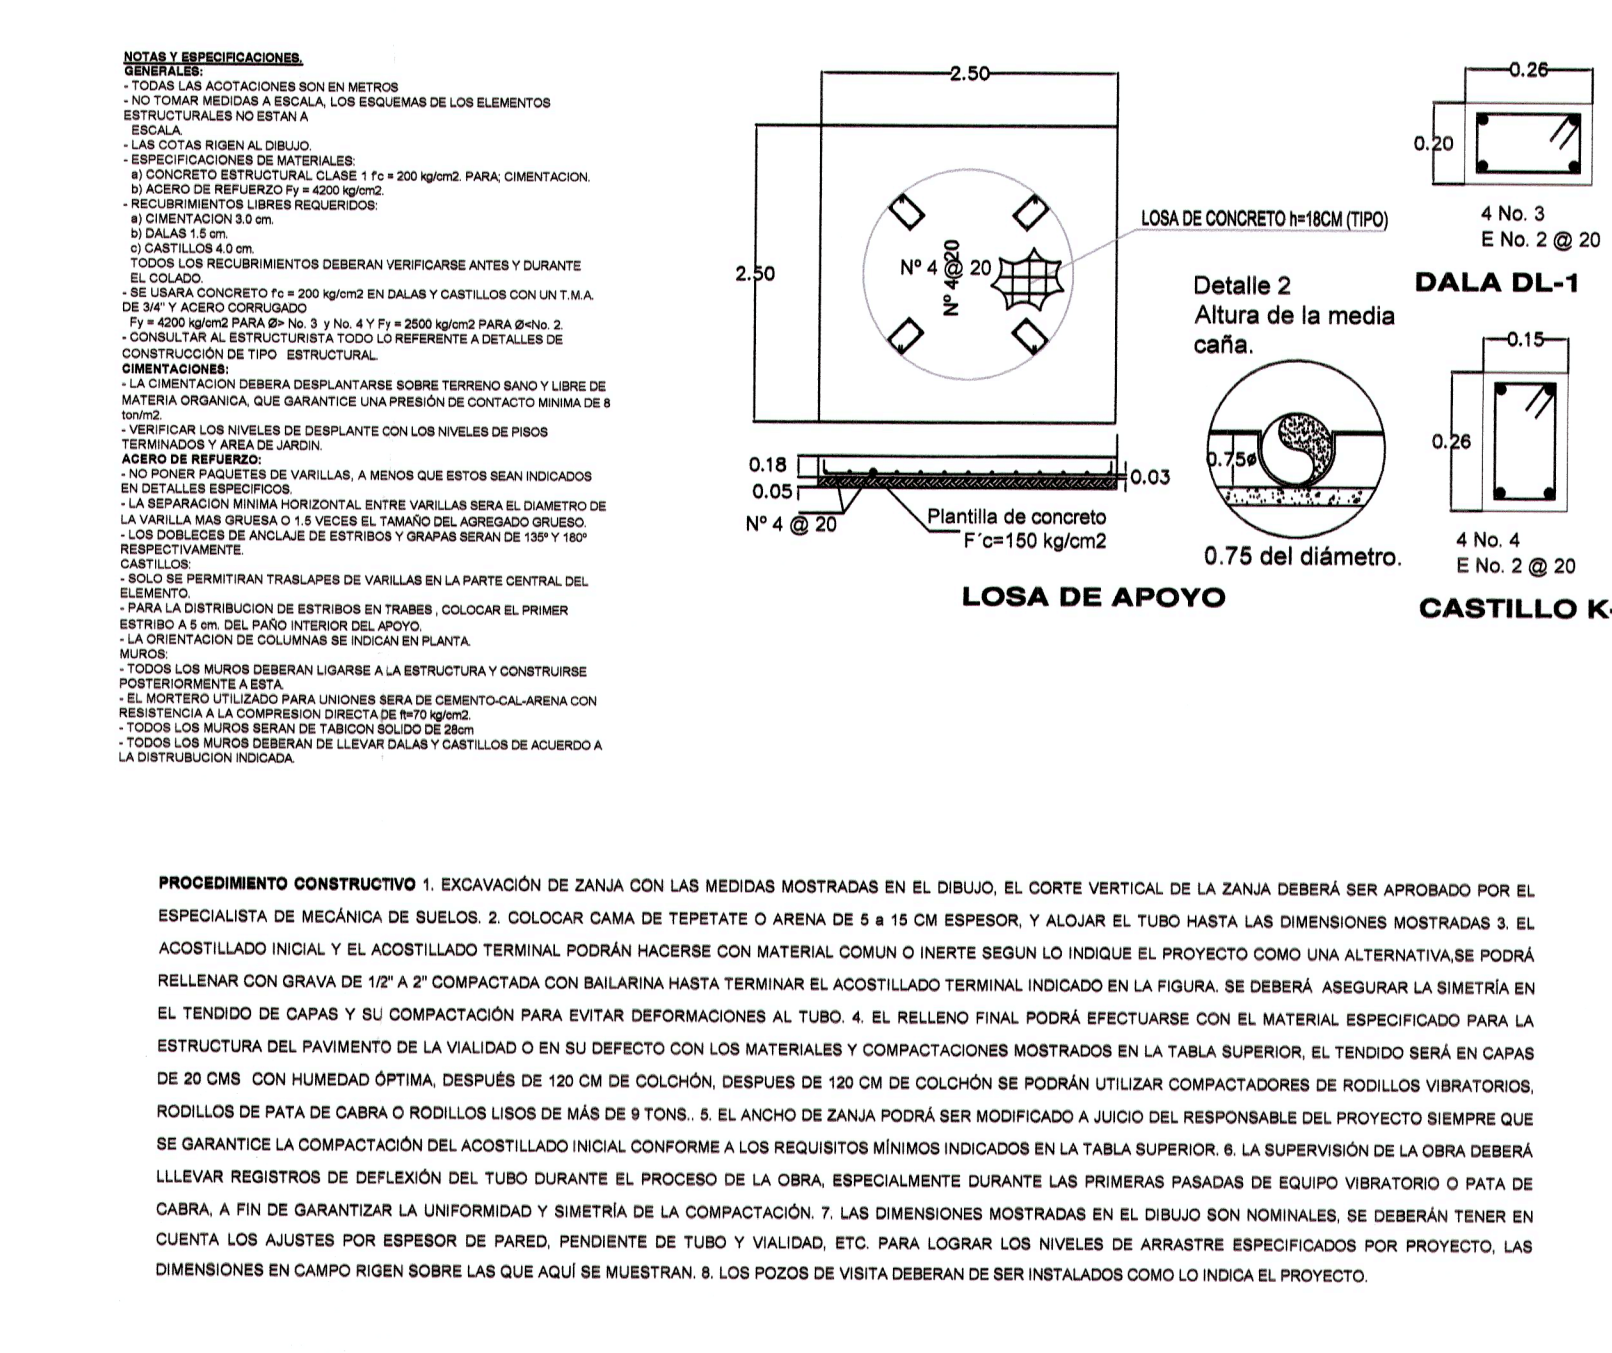 NOTAS Y ESPECIFICACIONES.
GENERALES:
- TODAS LAS ACOTACIONES SON EN METROS
- NO TOMAR MEDIDAS A ESCALA, LOS ESQUEMAS DE LOS ELEMENTOS
ESTRUCTURALES NO ESTAN A
ESCALA.
- LAS COTAS RIGEN AL DIBUJO.
- ESPECIFICACIONES DE MATERIALES:
a) CONCRETO ESTRUCTURAL CLASE 1 f'c = 200 kg/cm2. PARA; CIMENTACION.
b) ACERO DE REFUERZO Fy = 4200 kg/cm2.
- RECUBRIMIENTOS LIBRES REQUERIDOS:
a) CIMENTACION 3.0 cm.
b) DALAS 1.5 cm.
c) CASTILLOS 4.0 cm.
TODOS LOS RECUBRIMIENTOS DEBERAN VERIFICARSE ANTES Y DURANTE
EL COLADO.
- SE USARA CONCRETO f'c = 200 kg/cm2 EN DALAS Y CASTILLOS CON UN T.M.A.
DE 3/4" Y ACERO CORRUGADO
Fy = 4200 kg/cm2 PARA Ø> No. 3 y No. 4 Y Fy = 2500 kg/cm2 PARA Ø<No. 2.
- CONSULTAR AL ESTRUCTURISTA TODO LO REFERENTE A DETALLES DE
CONSTRUCCIÓN DE TIPO ESTRUCTURAL.
CIMENTACIONES:
- LA CIMENTACION DEBERA DESPLANTARSE SOBRE TERRENO SANO Y LIBRE DE
MATERIA ORGANICA, QUE GARANTICE UNA PRESIÓN DE CONTACTO MINIMA DE 8
ton/m2.
- VERIFICAR LOS NIVELES DE DESPLANTE CON LOS NIVELES DE PISOS
TERMINADOS Y AREA DE JARDIN.
ACERO DE REFUERZO:
- NO PONER PAQUETES DE VARILLAS, A MENOS QUE ESTOS SEAN INDICADOS
EN DETALLES ESPECIFICOS.
- LA SEPARACION MINIMA HORIZONTAL ENTRE VARILLAS SERA EL DIAMETRO DE
LA VARILLA MAS GRUESA O 1.5 VECES EL TAMAÑO DEL AGREGADO GRUESO.
- LOS DOBLECES DE ANCLAJE DE ESTRIBOS Y GRAPAS SERAN DE 135º Y 180º
RESPECTIVAMENTE.
CASTILLOS:
- SOLO SE PERMITIRAN TRASLAPES DE VARILLAS EN LA PARTE CENTRAL DEL
ELEMENTO.
- PARA LA DISTRIBUCION DE ESTRIBOS EN TRABES , COLOCAR EL PRIMER
ESTRIBO A 5 cm. DEL PAÑO INTERIOR DEL APOYO.
- LA ORIENTACION DE COLUMNAS SE INDICAN EN PLANTA.
MUROS:
- TODOS LOS MUROS DEBERAN LIGARSE A LA ESTRUCTURA Y CONSTRUIRSE
POSTERIORMENTE A ESTA.
- EL MORTERO UTILIZADO PARA UNIONES SERA DE CEMENTO-CAL-ARENA CON
RESISTENCIA A LA COMPRESION DIRECTA DE ft=70 kg/cm2.
- TODOS LOS MUROS SERAN DE TABICON SOLIDO DE 28cm
- TODOS LOS MUROS DEBERAN DE LLEVAR DALAS Y CASTILLOS DE ACUERDO A
LA DISTRUBUCION INDICADA.
2.50
2.50
Nº 4 @ 20
Nº 4@20
LOSA DE CONCRETO h=18CM (TIPO)
0.18
0.05
0.03
Nº 4 @ 20
Plantilla de concreto
F´c=150 kg/cm2
LOSA DE APOYO
Detalle 2
Altura de la media
caña.
0.75ø
0.75 del diámetro.
0.26
0.20
4 No. 3
E No. 2 @ 20
DALA DL-1
0.15
0.26
4 No. 4
E No. 2 @ 20
CASTILLO K-
PROCEDIMIENTO CONSTRUCTIVO 1. EXCAVACIÓN DE ZANJA CON LAS MEDIDAS MOSTRADAS EN EL DIBUJO, EL CORTE VERTICAL DE LA ZANJA DEBERÁ SER APROBADO POR EL
ESPECIALISTA DE MECÁNICA DE SUELOS. 2. COLOCAR CAMA DE TEPETATE O ARENA DE 5 a 15 CM ESPESOR, Y ALOJAR EL TUBO HASTA LAS DIMENSIONES MOSTRADAS 3. EL
ACOSTILLADO INICIAL Y EL ACOSTILLADO TERMINAL PODRÁN HACERSE CON MATERIAL COMUN O INERTE SEGUN LO INDIQUE EL PROYECTO COMO UNA ALTERNATIVA,SE PODRÁ
RELLENAR CON GRAVA DE 1/2" A 2" COMPACTADA CON BAILARINA HASTA TERMINAR EL ACOSTILLADO TERMINAL INDICADO EN LA FIGURA. SE DEBERÁ ASEGURAR LA SIMETRÍA EN
EL TENDIDO DE CAPAS Y SU COMPACTACIÓN PARA EVITAR DEFORMACIONES AL TUBO. 4. EL RELLENO FINAL PODRÁ EFECTUARSE CON EL MATERIAL ESPECIFICADO PARA LA
ESTRUCTURA DEL PAVIMENTO DE LA VIALIDAD O EN SU DEFECTO CON LOS MATERIALES Y COMPACTACIONES MOSTRADOS EN LA TABLA SUPERIOR, EL TENDIDO SERÁ EN CAPAS
DE 20 CMS CON HUMEDAD ÓPTIMA, DESPUÉS DE 120 CM DE COLCHÓN, DESPUES DE 120 CM DE COLCHÓN SE PODRÁN UTILIZAR COMPACTADORES DE RODILLOS VIBRATORIOS,
RODILLOS DE PATA DE CABRA O RODILLOS LISOS DE MÁS DE 9 TONS.. 5. EL ANCHO DE ZANJA PODRÁ SER MODIFICADO A JUICIO DEL RESPONSABLE DEL PROYECTO SIEMPRE QUE
SE GARANTICE LA COMPACTACIÓN DEL ACOSTILLADO INICIAL CONFORME A LOS REQUISITOS MÍNIMOS INDICADOS EN LA TABLA SUPERIOR. 6. LA SUPERVISIÓN DE LA OBRA DEBERÁ
LLLEVAR REGISTROS DE DEFLEXIÓN DEL TUBO DURANTE EL PROCESO DE LA OBRA, ESPECIALMENTE DURANTE LAS PRIMERAS PASADAS DE EQUIPO VIBRATORIO O PATA DE
CABRA, A FIN DE GARANTIZAR LA UNIFORMIDAD Y SIMETRÍA DE LA COMPACTACIÓN. 7. LAS DIMENSIONES MOSTRADAS EN EL DIBUJO SON NOMINALES, SE DEBERÁN TENER EN
CUENTA LOS AJUSTES POR ESPESOR DE PARED, PENDIENTE DE TUBO Y VIALIDAD, ETC. PARA LOGRAR LOS NIVELES DE ARRASTRE ESPECIFICADOS POR PROYECTO, LAS
DIMENSIONES EN CAMPO RIGEN SOBRE LAS QUE AQUÍ SE MUESTRAN. 8. LOS POZOS DE VISITA DEBERAN DE SER INSTALADOS COMO LO INDICA EL PROYECTO.